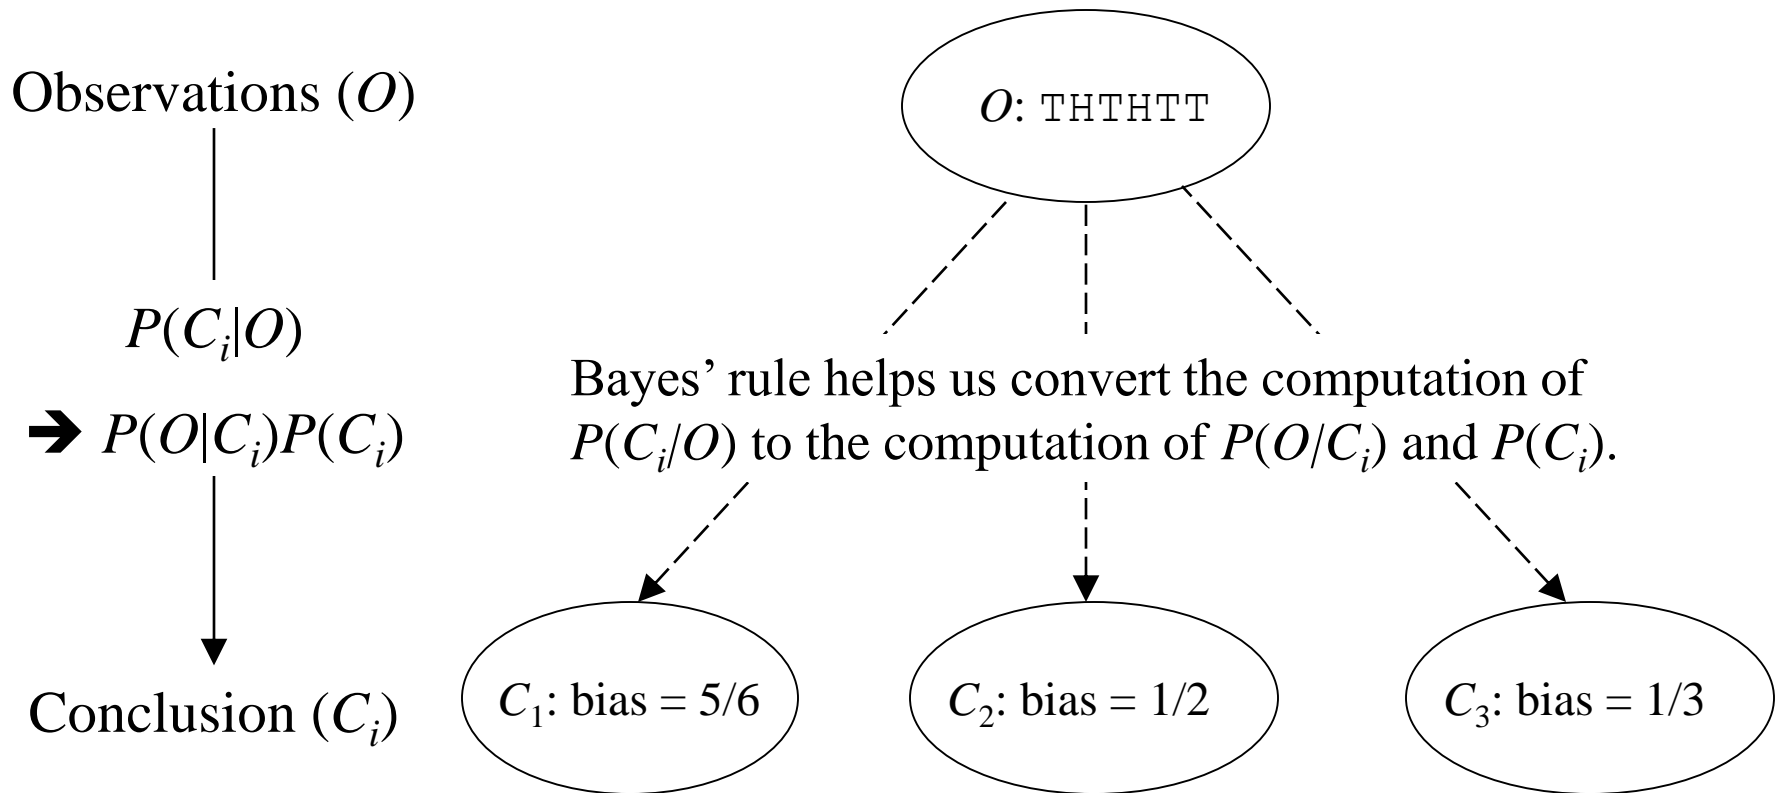 Observations (O)
O: THTHTT
P(Cᵢ|O)
➔ P(O|Cᵢ)P(Cᵢ)
Bayes’ rule helps us convert the computation of
P(Cᵢ/O) to the computation of P(O/Cᵢ) and P(Cᵢ).
Conclusion (Cᵢ)
C₁: bias = 5/6
C₂: bias = 1/2
C₃: bias = 1/3